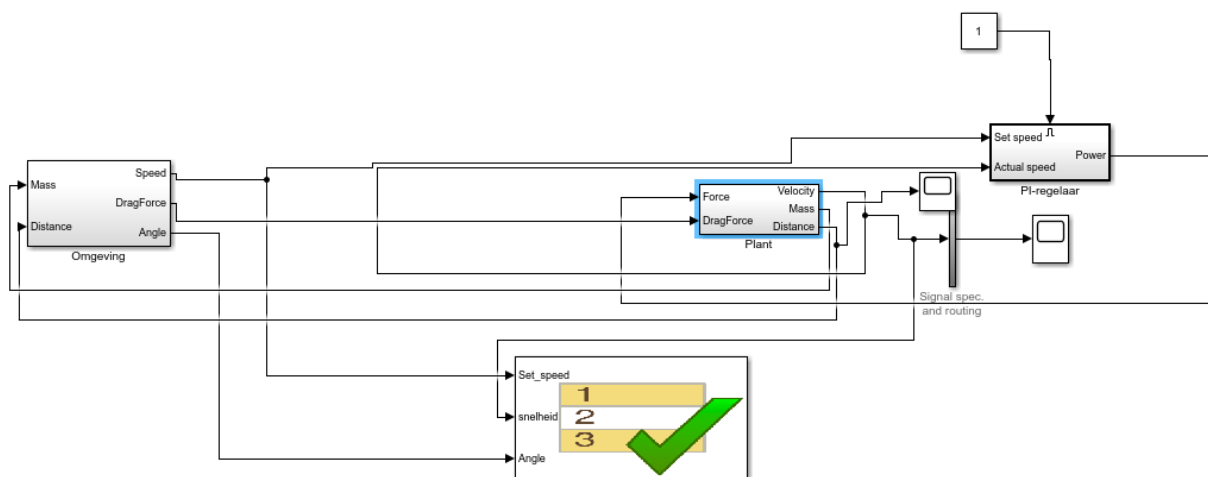 1
Set speed
Power
Actual speed
PI-regelaar
Speed
Mass
DragForce
Distance
Angle
Omgeving
Velocity
Force
Mass
DragForce
Distance
Plant
Signal spec.
and routing
Set_speed
1
snelheid
2
3
Angle